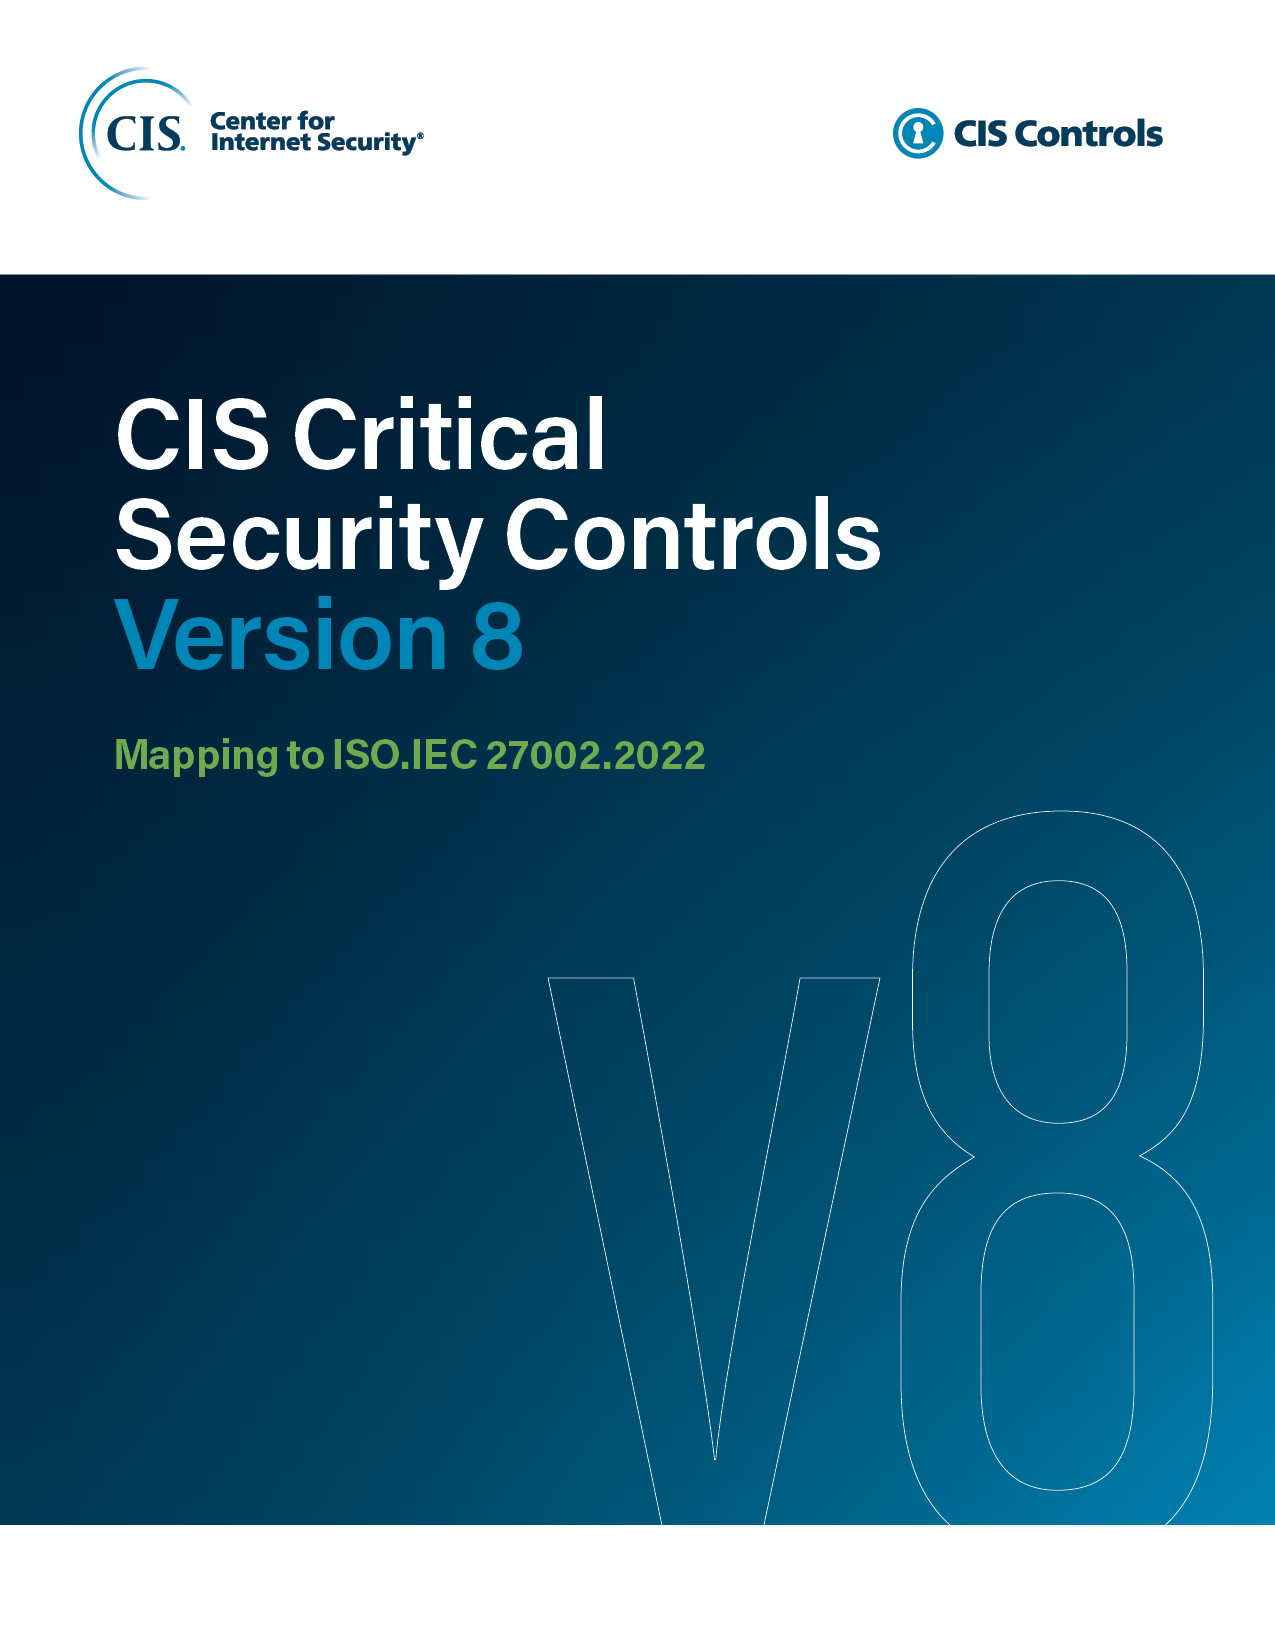 CIS.
Center for
Internet Security®
CIS Controls
CIS Critical
Security Controls
Version 8
Mapping to ISO.IEC 27002.2022
v8